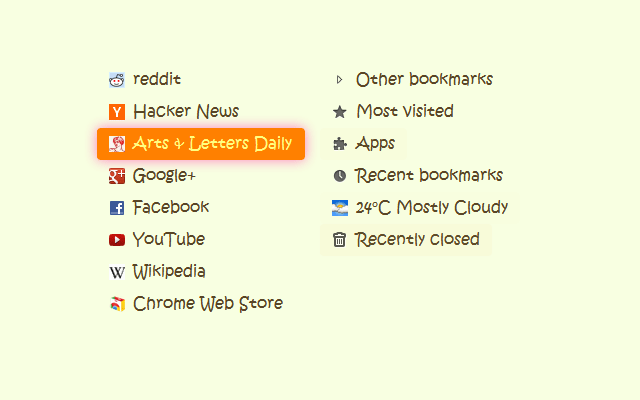 reddit
Hacker News
Arts & Letters Daily
Google+
Facebook
YouTube
Wikipedia
Chrome Web Store
Other bookmarks
Most visited
Apps
Recent bookmarks
24°C Mostly Cloudy
Recently closed